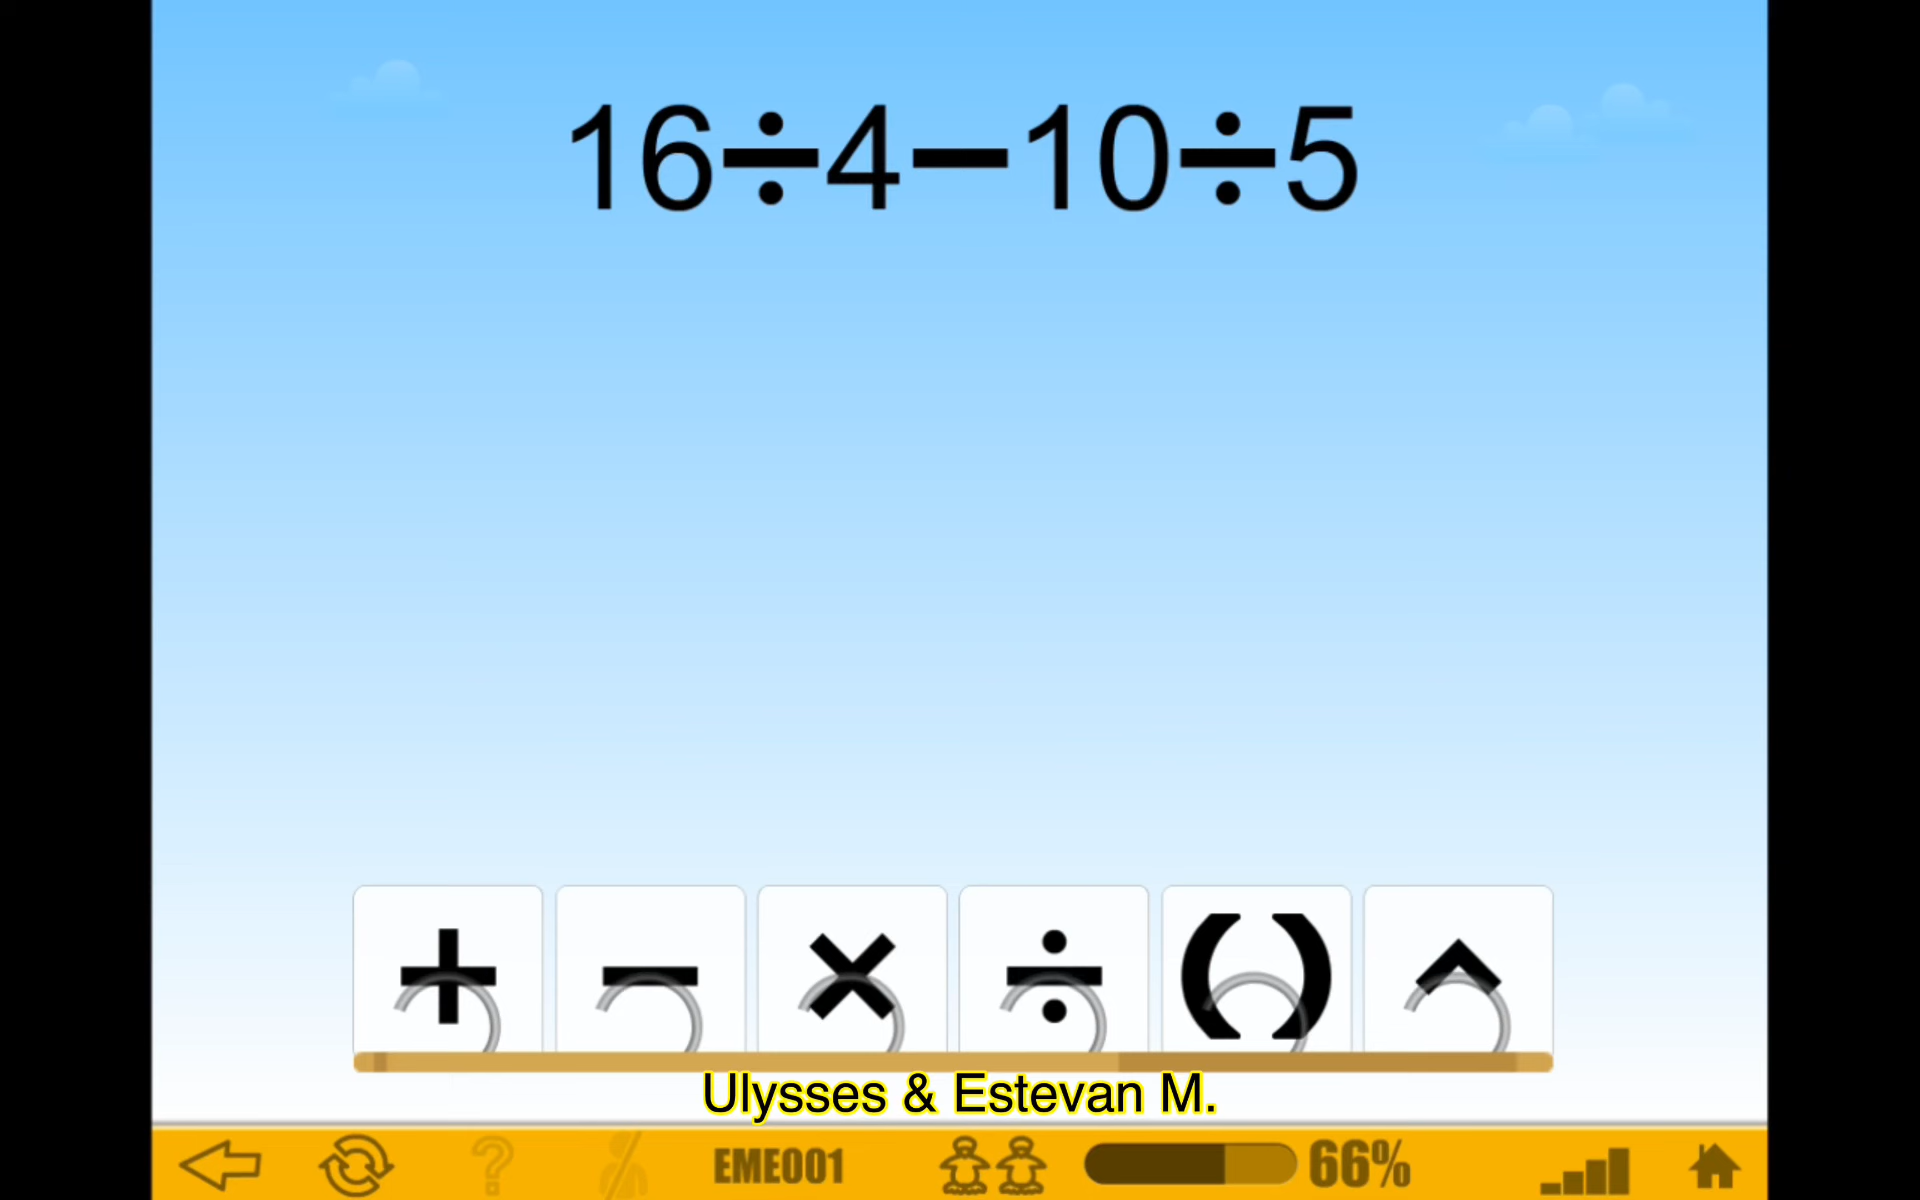 16÷4−10÷5
+ − × ÷ () ^
Ulysses & Estevan M.
? EME001 66%